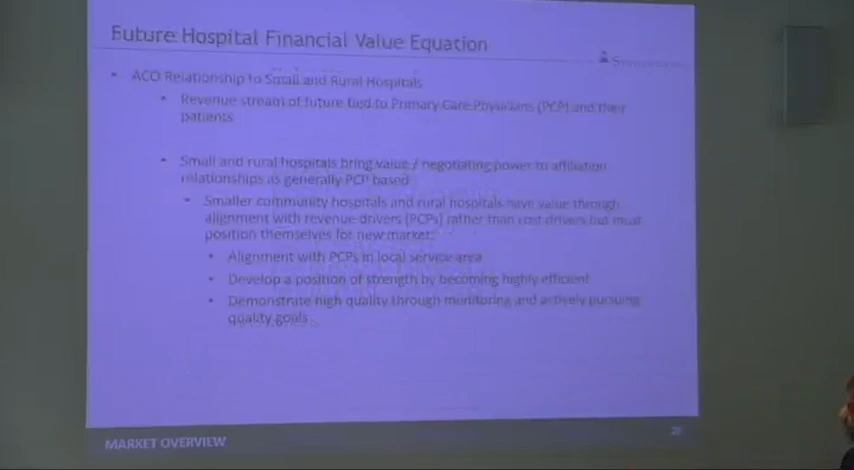 Future Hospital Financial Value Equation
• ACO Relationship to Small and Rural Hospitals
• Revenue stream of future tied to Primary Care Physicians (PCP) and their
patients
• Small and rural hospitals bring value / negotiating power to affiliation
relationships as generally PCP based
• Smaller community hospitals and rural hospitals have value through
alignment with revenue drivers (PCPs) rather than cost drivers but must
position themselves for new market:
• Alignment with PCPs in local service area
• Develop a position of strength by becoming highly efficient
• Demonstrate high quality through monitoring and actively pursuing
quality goals
MARKET OVERVIEW